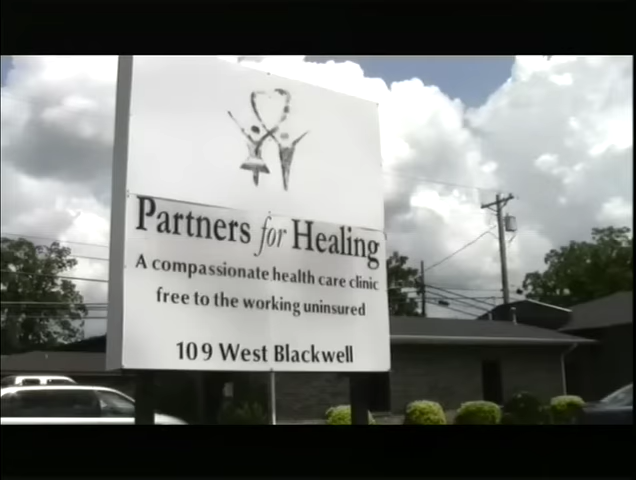 Partners for Healing
A compassionate health care clinic
free to the working uninsured
109 West Blackwell